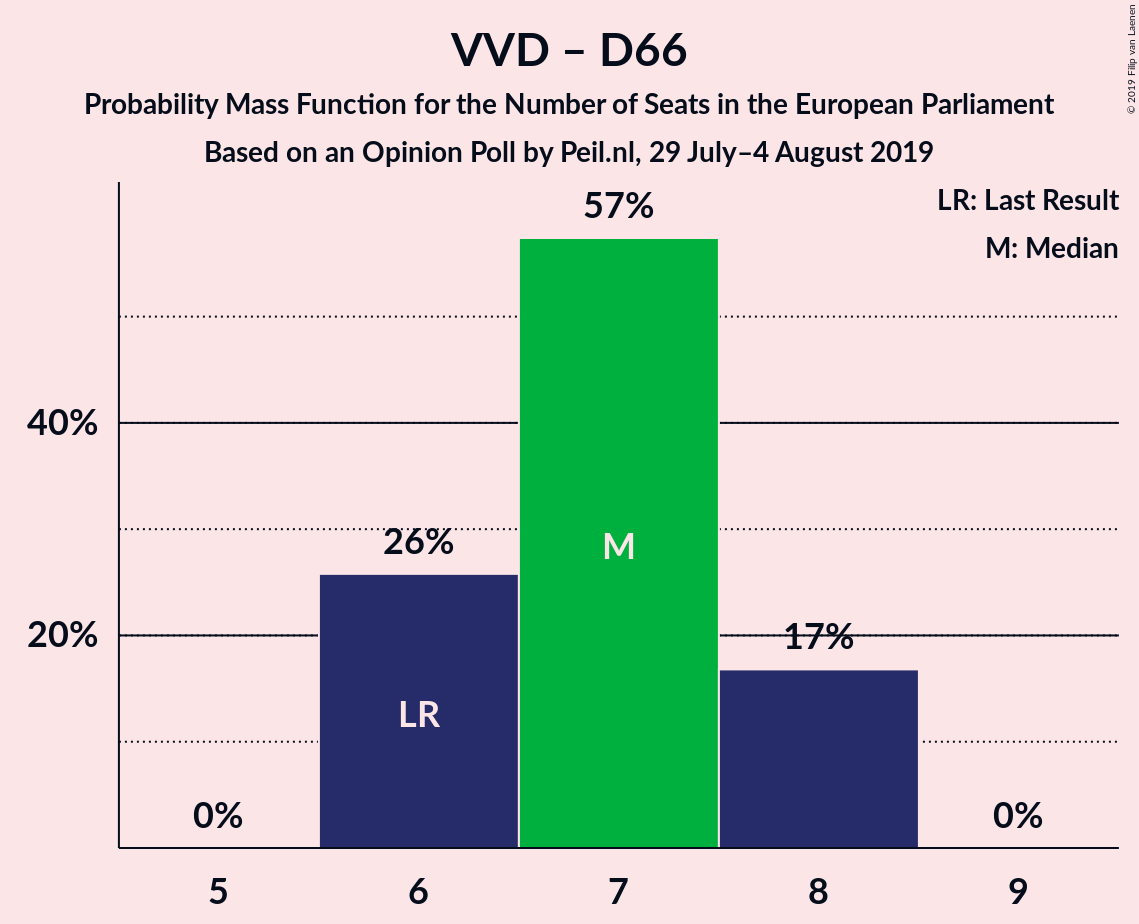 VVD – D66
Probability Mass Function for the Number of Seats in the European Parliament
Based on an Opinion Poll by Peil.nl, 29 July–4 August 2019
© 2019 Filip van Laenen
LR: Last Result
M: Median
57%
40%
26%
M
20%
17%
LR
0%
0%
5
6
7
8
9